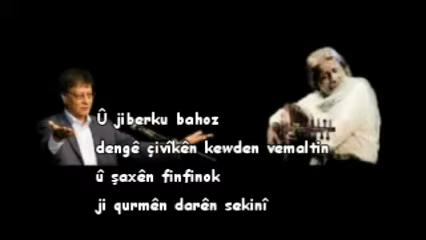 Û jiberku bahoz
dengê çivîkên kewden vemaltin
û şaxên finfinok
ji qurmên darên sekinî